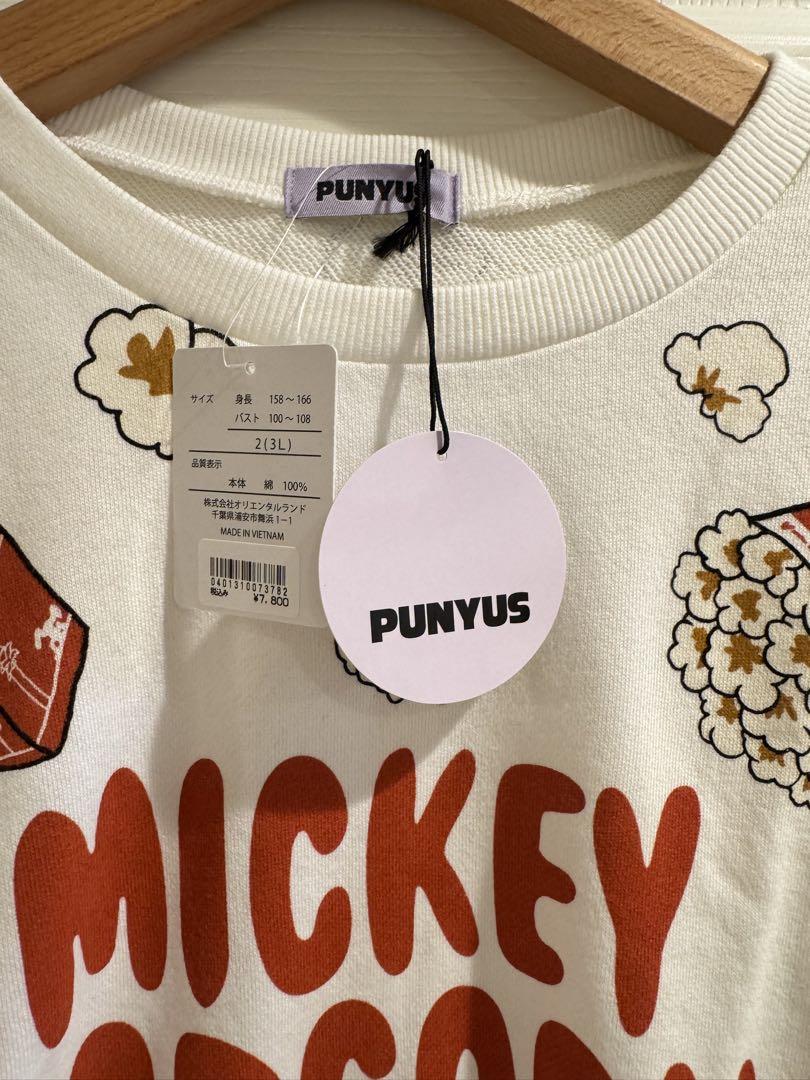 PUNYUS
サイズ 身長 158～166
バスト 100～108
2(3L)
品質表示
本体 綿 100%
株式会社オリエンタルランド
千葉県浦安市舞浜1-1
MADE IN VIETNAM
0401310073782
税込み ¥7,800
PUNYUS
MICKEY